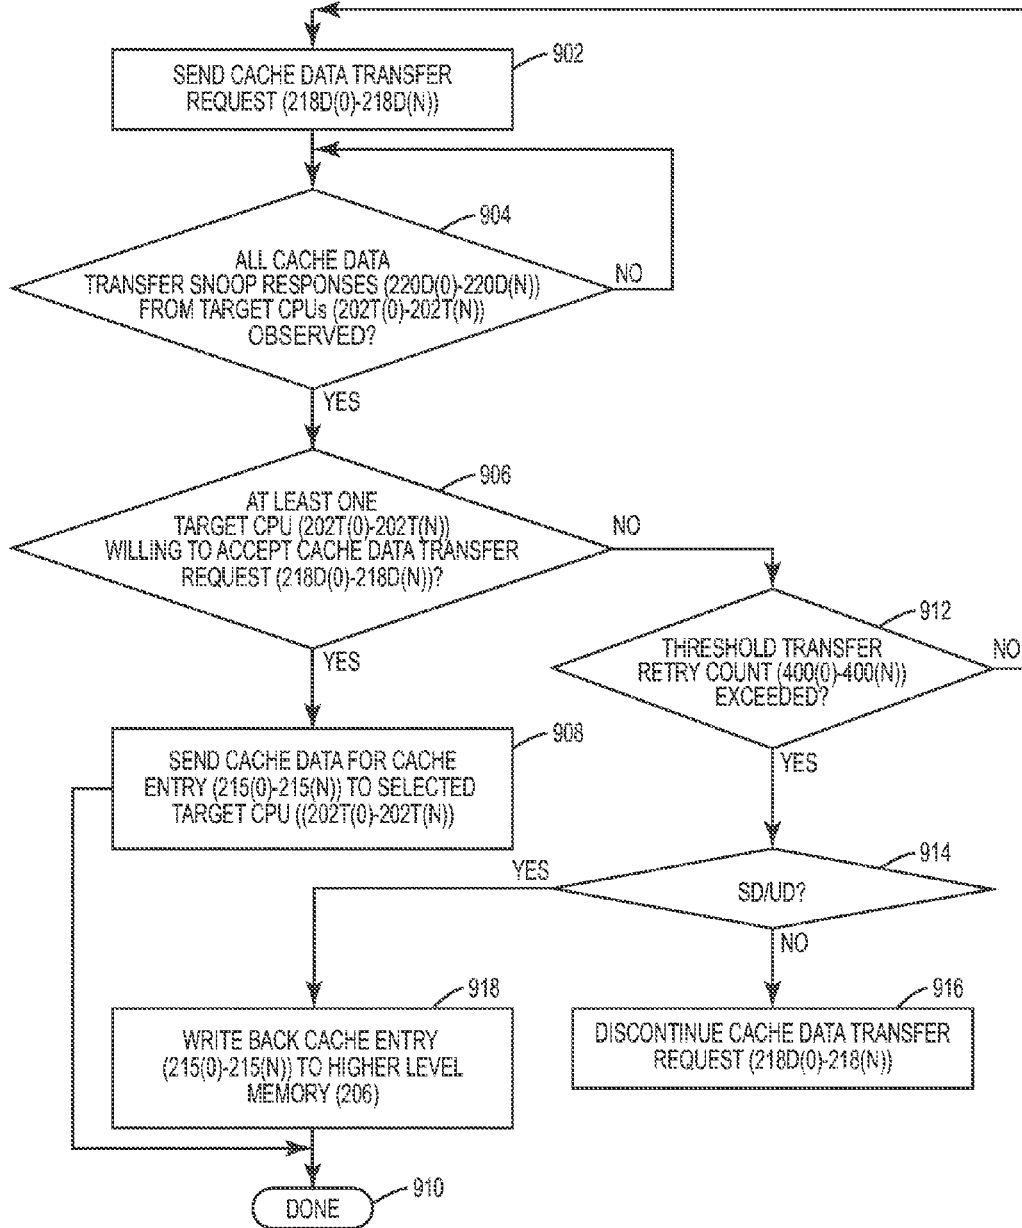 902
SEND CACHE DATA TRANSFER
REQUEST (218D(0)-218D(N))
904
ALL CACHE DATA
TRANSFER SNOOP RESPONSES (220D(0)-220D(N))
FROM TARGET CPUs (202T(0)-202T(N))
OBSERVED?
NO
YES
906
AT LEAST ONE
TARGET CPU (202T(0)-202T(N))
WILLING TO ACCEPT CACHE DATA TRANSFER
REQUEST (218D(0)-218D(N))?
NO
YES
912
THRESHOLD TRANSFER
RETRY COUNT (400(0)-400(N))
EXCEEDED?
NO
YES
908
SEND CACHE DATA FOR CACHE
ENTRY (215(0)-215(N)) TO SELECTED
TARGET CPU ((202T(0)-202T(N))
914
SD/UD?
YES
NO
918
WRITE BACK CACHE ENTRY
(215(0)-215(N)) TO HIGHER LEVEL
MEMORY (206)
916
DISCONTINUE CACHE DATA TRANSFER
REQUEST (218D(0)-218(N))
910
DONE